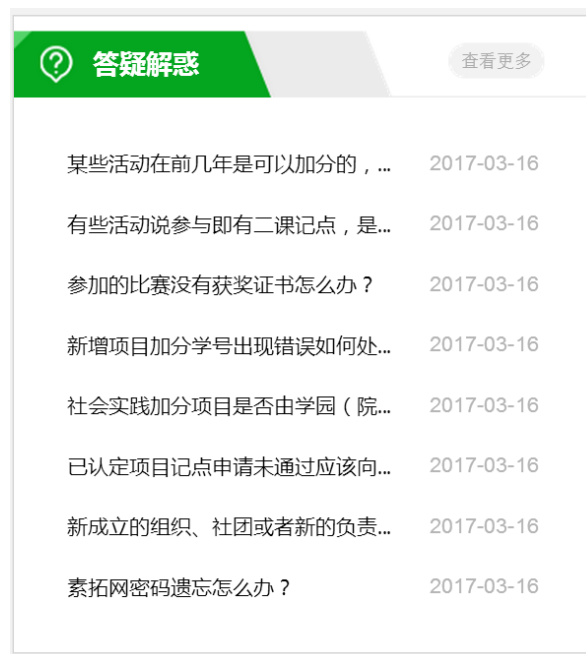 答疑解惑 查看更多
某些活动在前几年是可以加分的，... 2017-03-16
有些活动说参与即有二课记点，是... 2017-03-16
参加的比赛没有获奖证书怎么办？ 2017-03-16
新增项目加分学号出现错误如何处... 2017-03-16
社会实践加分项目是否由学园（院... 2017-03-16
已认定项目记点申请未通过应该向... 2017-03-16
新成立的组织、社团或者新的负责... 2017-03-16
素拓网密码遗忘怎么办？ 2017-03-16